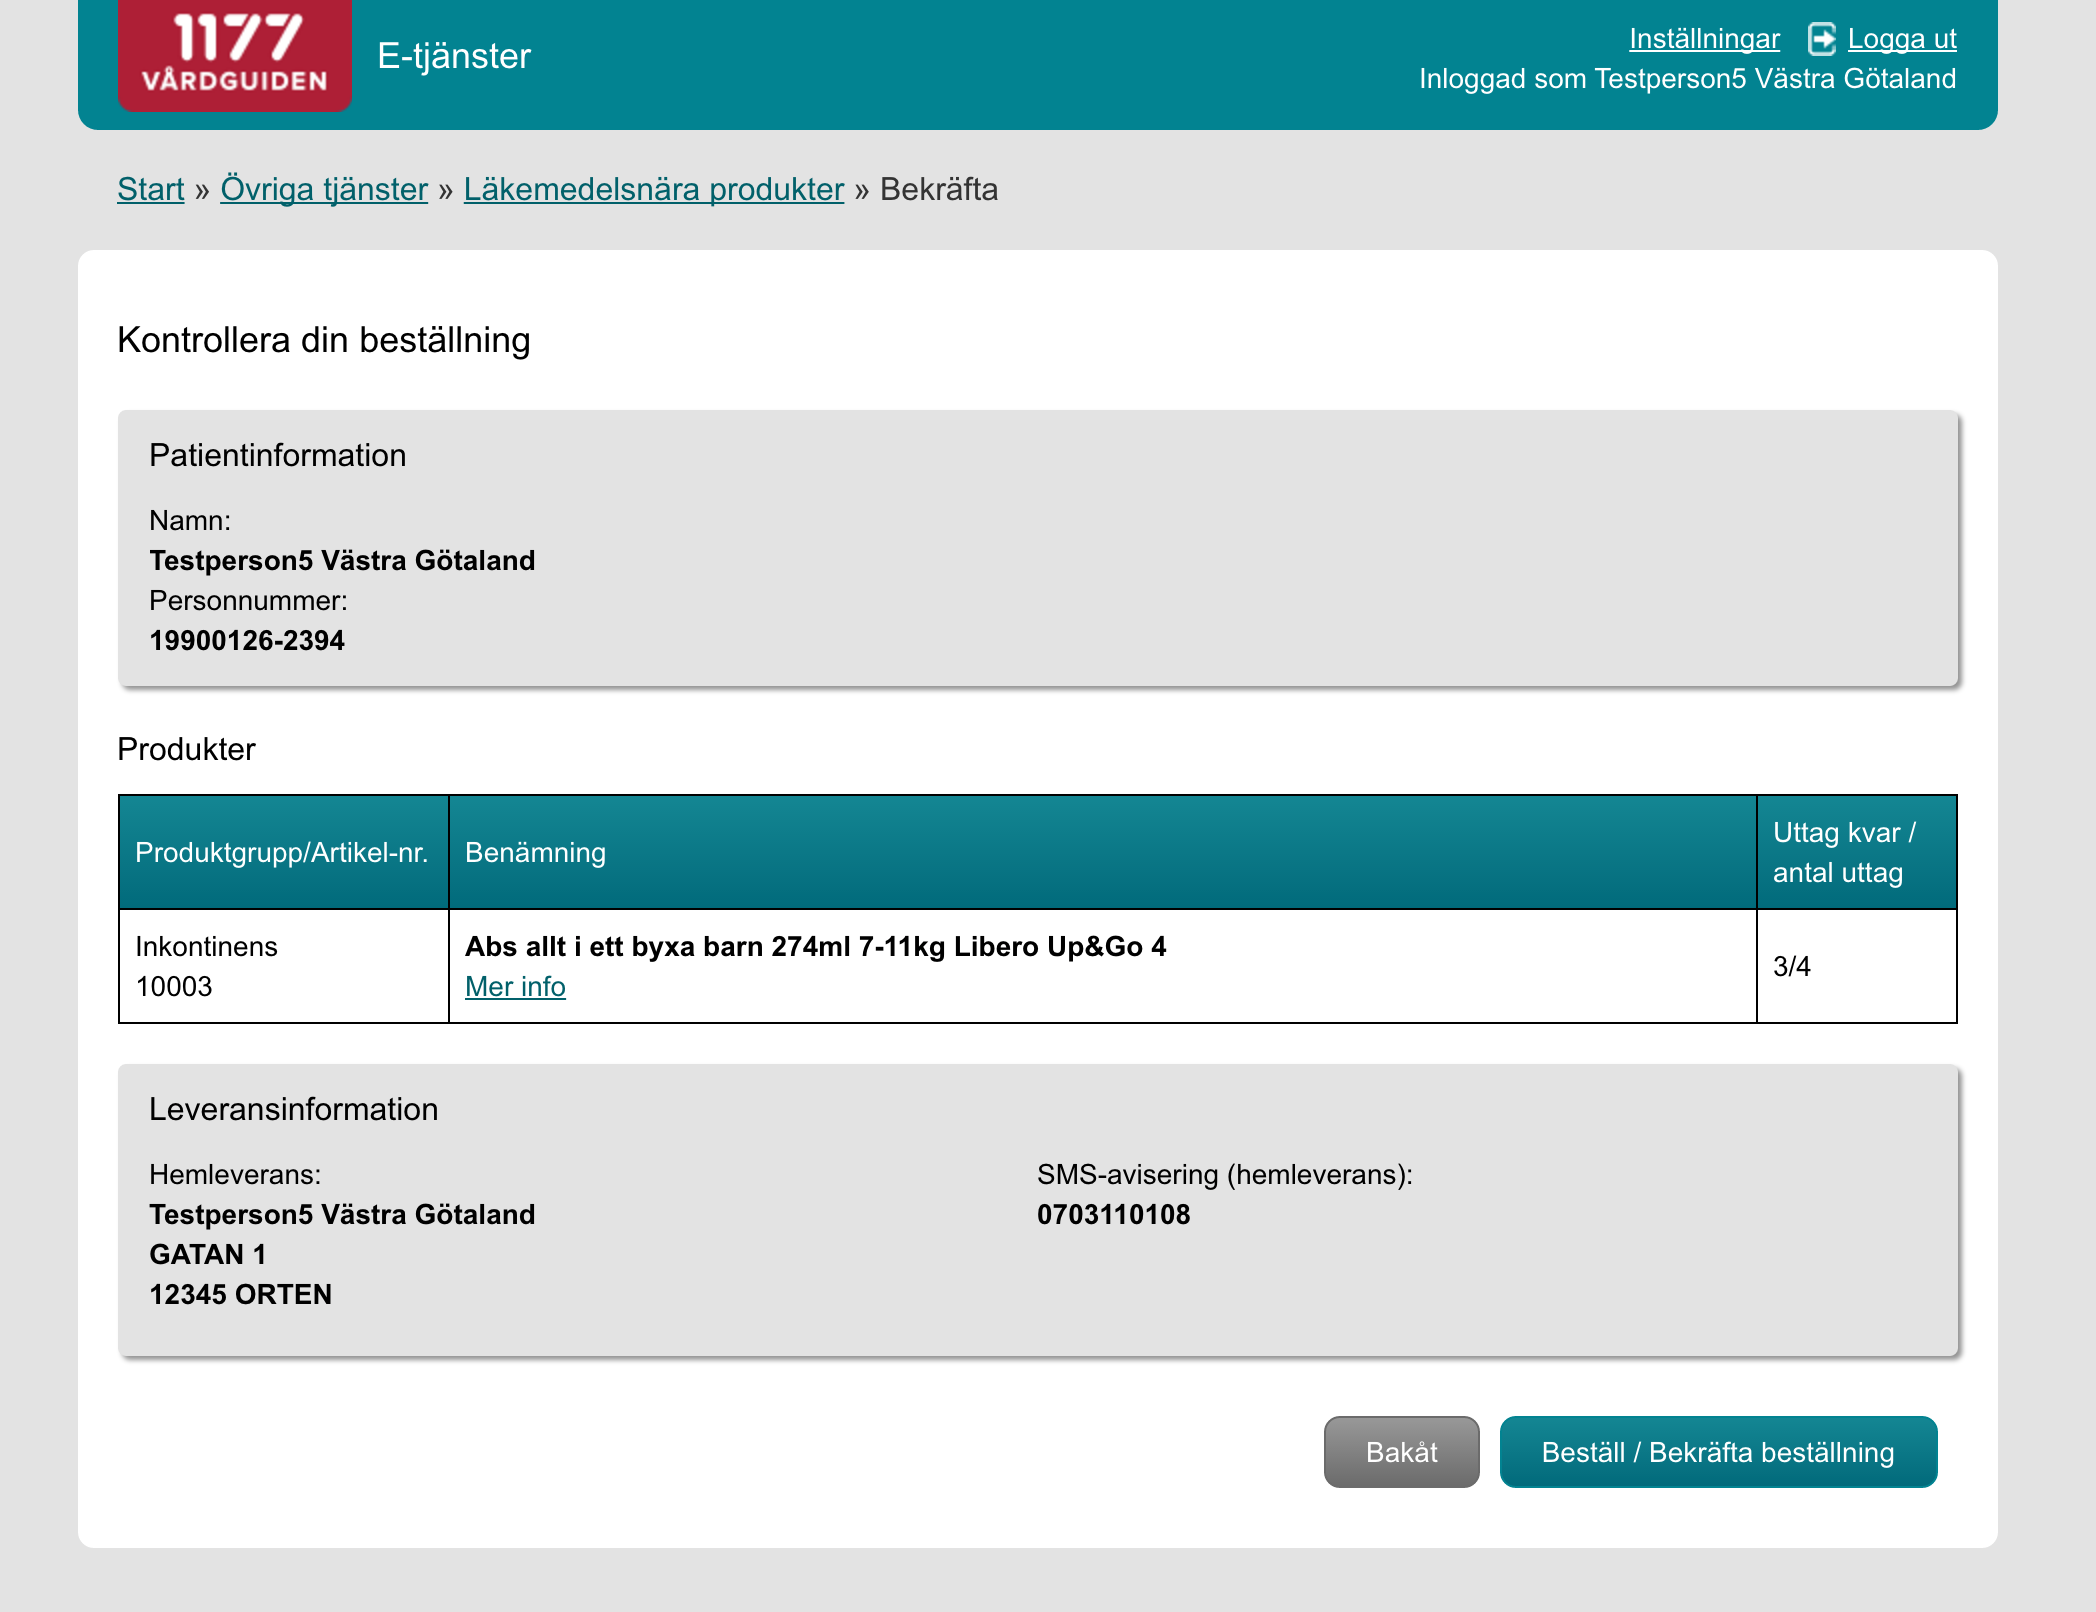 1177
VÅRDGUIDEN
E-tjänster
Inställningar Logga ut
Inloggad som Testperson5 Västra Götaland
Start » Övriga tjänster » Läkemedelsnära produkter » Bekräfta
Kontrollera din beställning
Patientinformation
Namn:
Testperson5 Västra Götaland
Personnummer:
19900126-2394
Produkter
Produktgrupp/Artikel-nr.
Benämning
Uttag kvar /
antal uttag
Inkontinens
10003
Abs allt i ett byxa barn 274ml 7-11kg Libero Up&Go 4
Mer info
3/4
Leveransinformation
Hemleverans:
Testperson5 Västra Götaland
GATAN 1
12345 ORTEN
SMS-avisering (hemleverans):
0703110108
Bakåt
Beställ / Bekräfta beställning